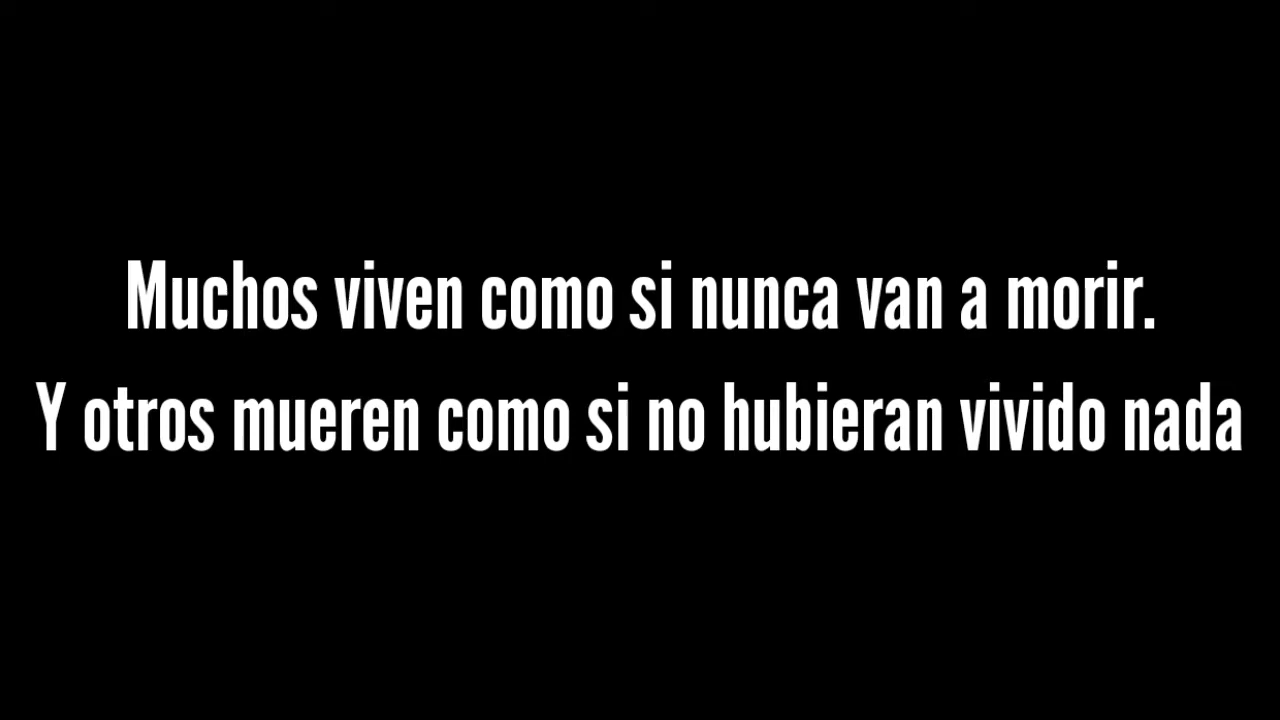 Muchos viven como si nunca van a morir.
Y otros mueren como si no hubieran vivido nada